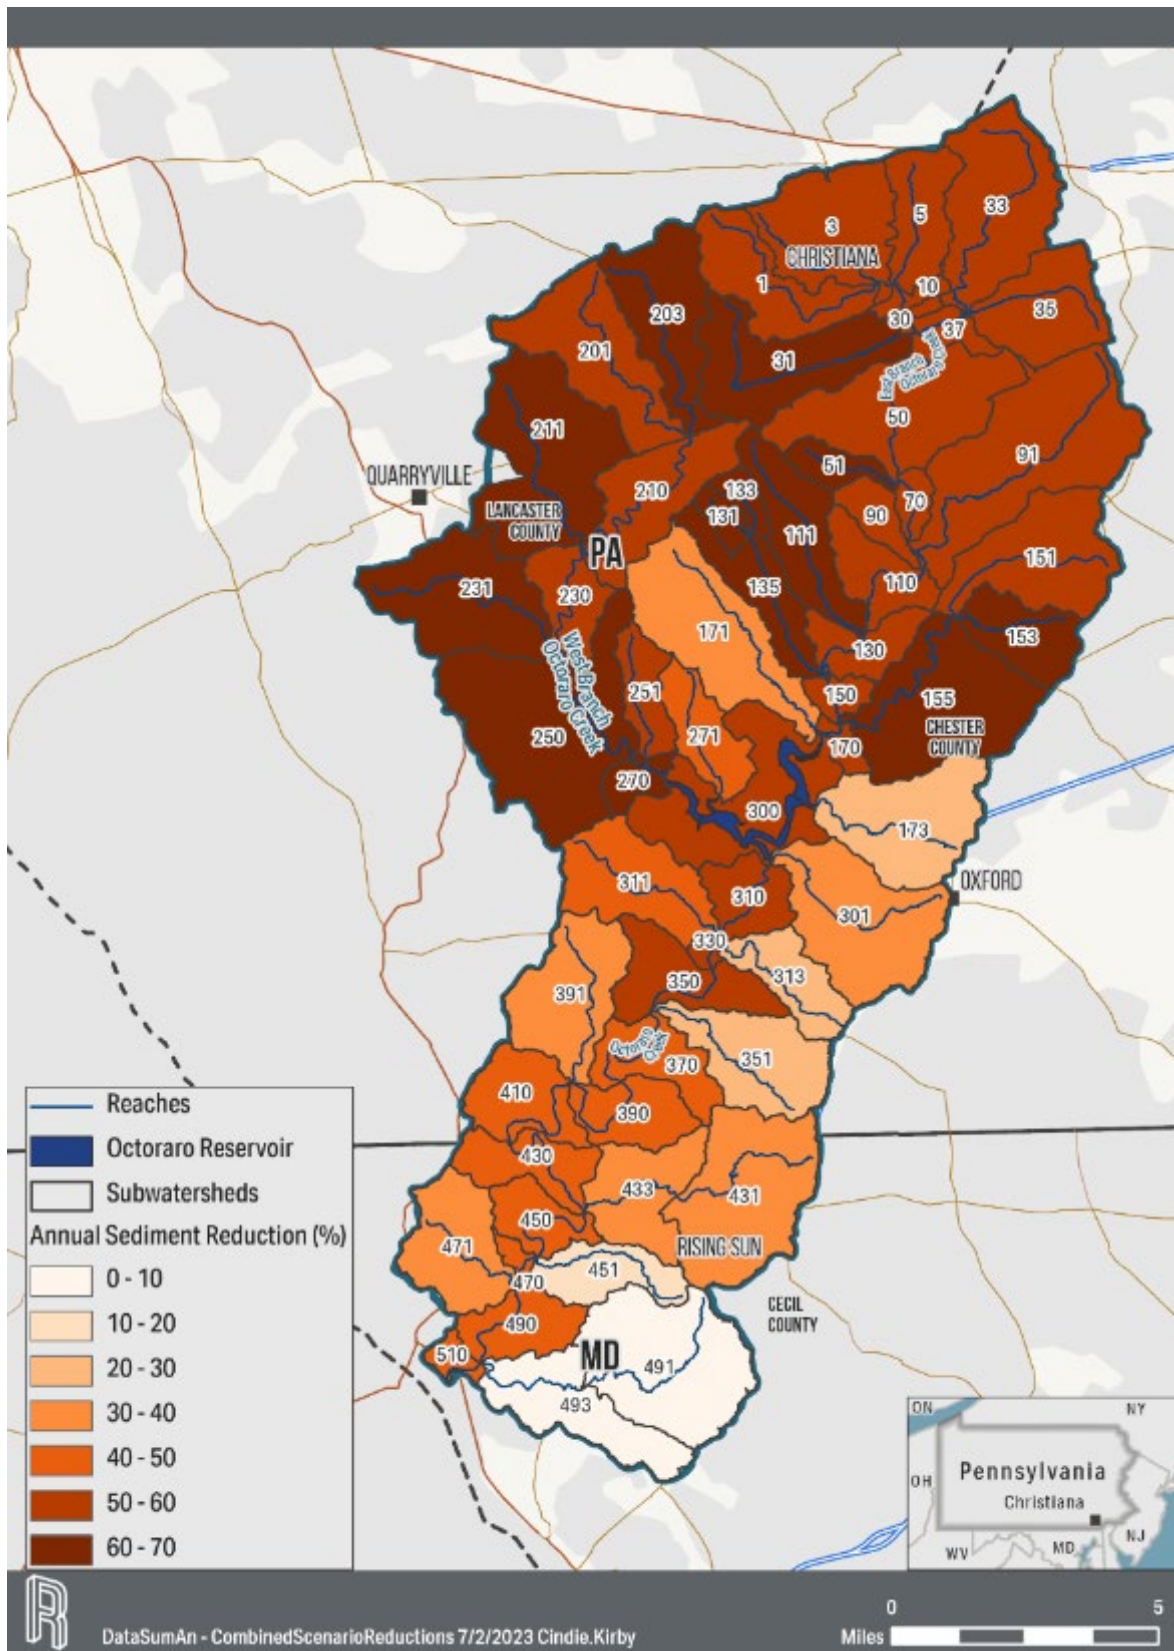 3
5
33
CHRISTIANA
1
10
203
30
37
35
201
31
East Branch
Octoraro Creek
50
211
51
91
QUARRYVILLE
210
133
70
LANCASTER
COUNTY
131
90
111
PA
151
110
231
230
135
171
153
130
West Branch
Octoraro Creek
251
150
155
250
271
170
CHESTER
COUNTY
270
300
173
311
OXFORD
310
301
330
391
350
313
Octoraro
Creek
370
351
410
390
430
433
431
450
471
RISING SUN
451
470
CECIL
COUNTY
490
510
MD
491
493
Reaches
Octoraro Reservoir
Subwatersheds
Annual Sediment Reduction (%)
0 - 10
10 - 20
20 - 30
30 - 40
40 - 50
50 - 60
60 - 70
ON
NY
Pennsylvania
OH
Christiana
NJ
WV
MD
R
0 5
Miles
DataSumAn - CombinedScenarioReductions 7/2/2023 Cindie.Kirby